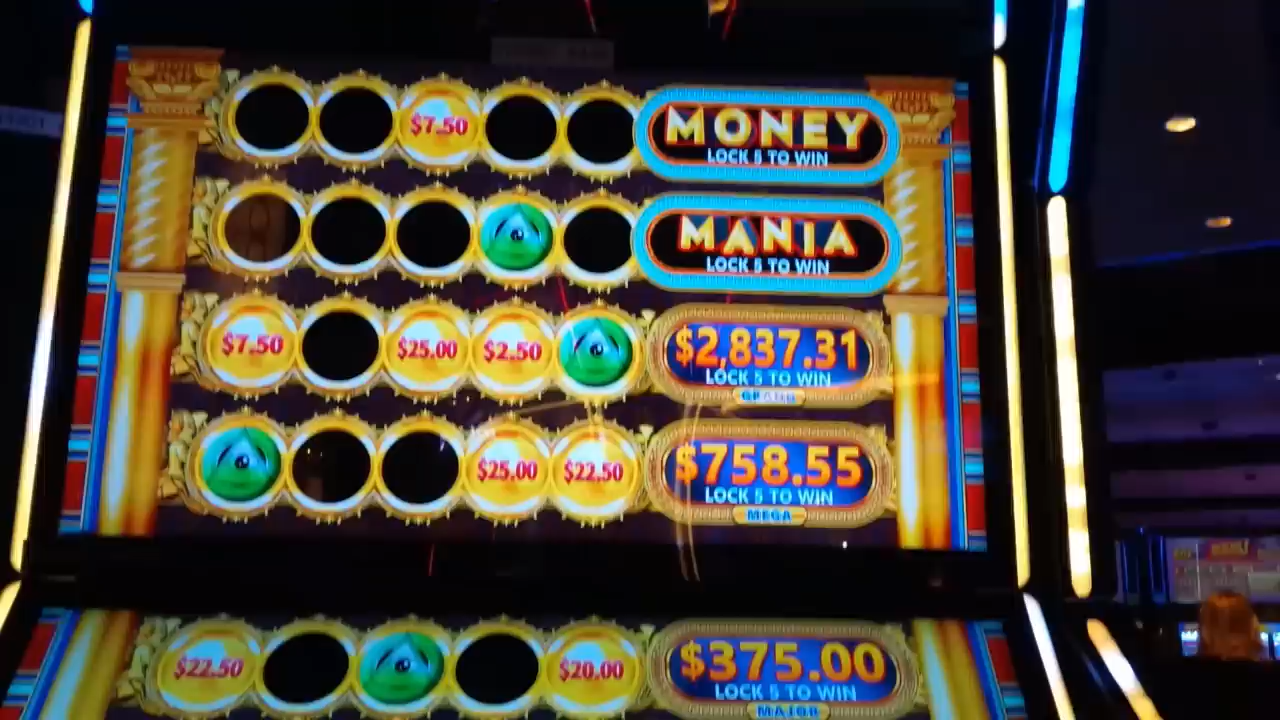 $7.50
MONEY
LOCK 5 TO WIN
MANIA
LOCK 5 TO WIN
$7.50 $25.00 $2.50
$2,837.31
LOCK 5 TO WIN
GRAND
$25.00 $22.50
$758.55
LOCK 5 TO WIN
MEGA
$22.50 $20.00
$375.00
LOCK 5 TO WIN
MAJOR